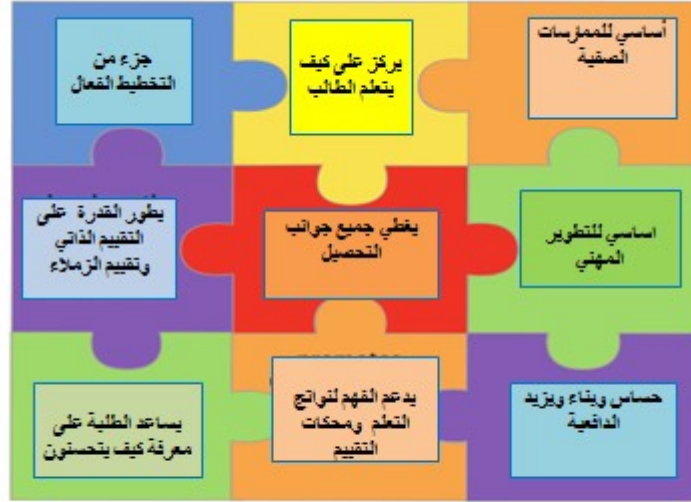 أساسي للممارسات
الصفية
يركز على كيف
يتعلم الطالب
جزء من
التخطيط الفعال
اساسي للتطوير
المهني
يغطي جميع جوانب
التحصيل
يطور القدرة على
التقييم الذاتي
وتقييم الزملاء
حساس وبناء ويزيد
الدافعية
يدعم الفهم لنواتج
التعلم ومحكات
التقييم
يساعد الطلبة على
معرفة كيف يتحسنون